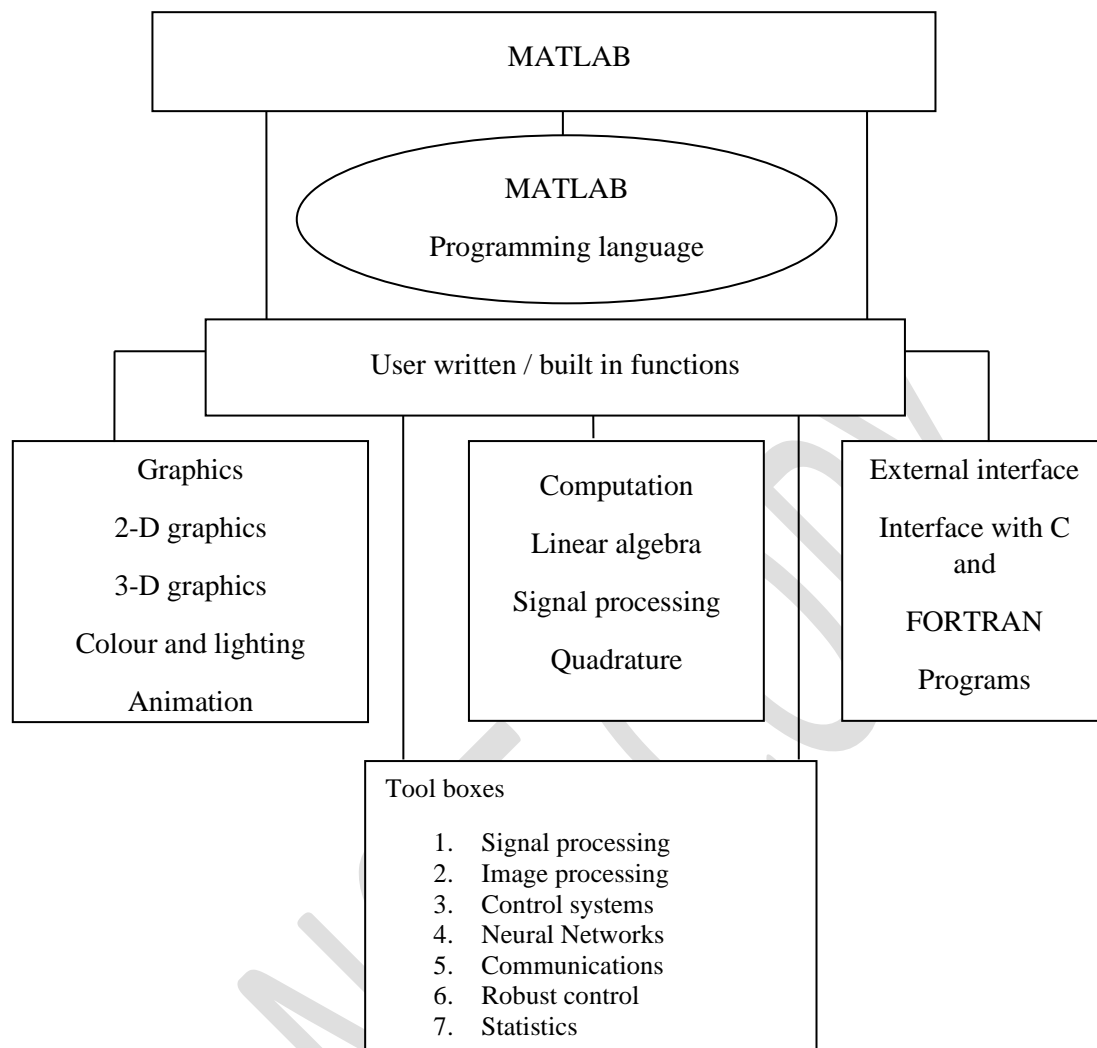 MATLAB
MATLAB
Programming language
User written / built in functions
Graphics
2-D graphics
3-D graphics
Colour and lighting
Animation
Computation
Linear algebra
Signal processing
Quadrature
External interface
Interface with C
and
FORTRAN
Programs
Tool boxes
1. Signal processing
2. Image processing
3. Control systems
4. Neural Networks
5. Communications
6. Robust control
7. Statistics